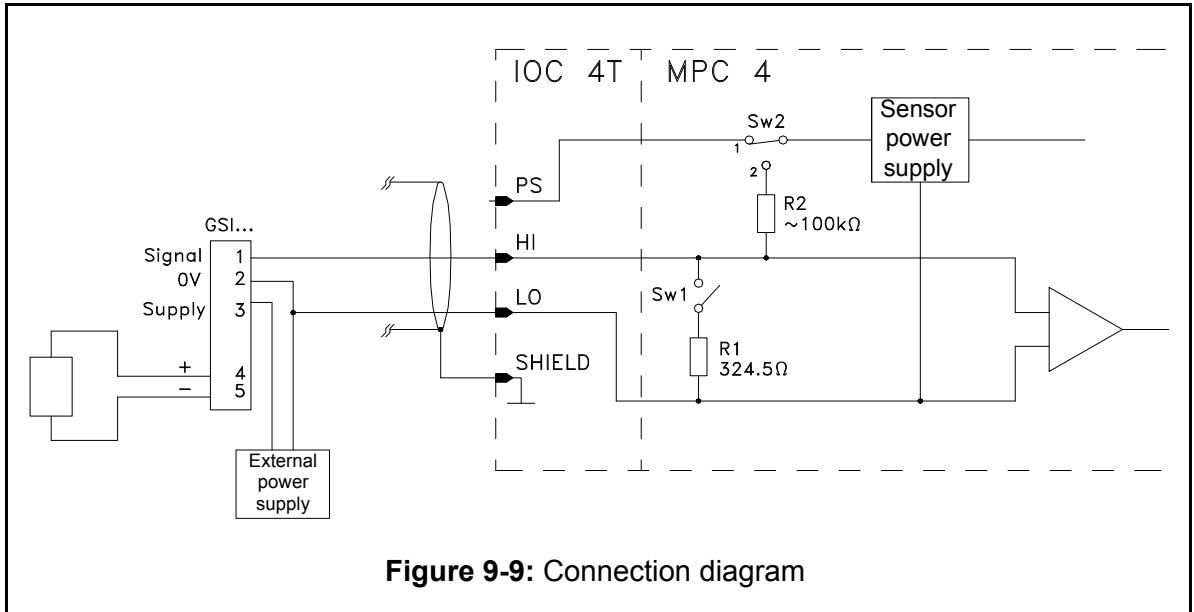 IOC 4T
MPC 4
Sw2
1
2
Sensor
power
supply
PS
R2
~100kΩ
GSI...
HI
Signal 1
0V 2
Supply 3
LO
Sw1
R1
324.5Ω
SHIELD
+ 4
– 5
External
power
supply
Figure 9-9: Connection diagram